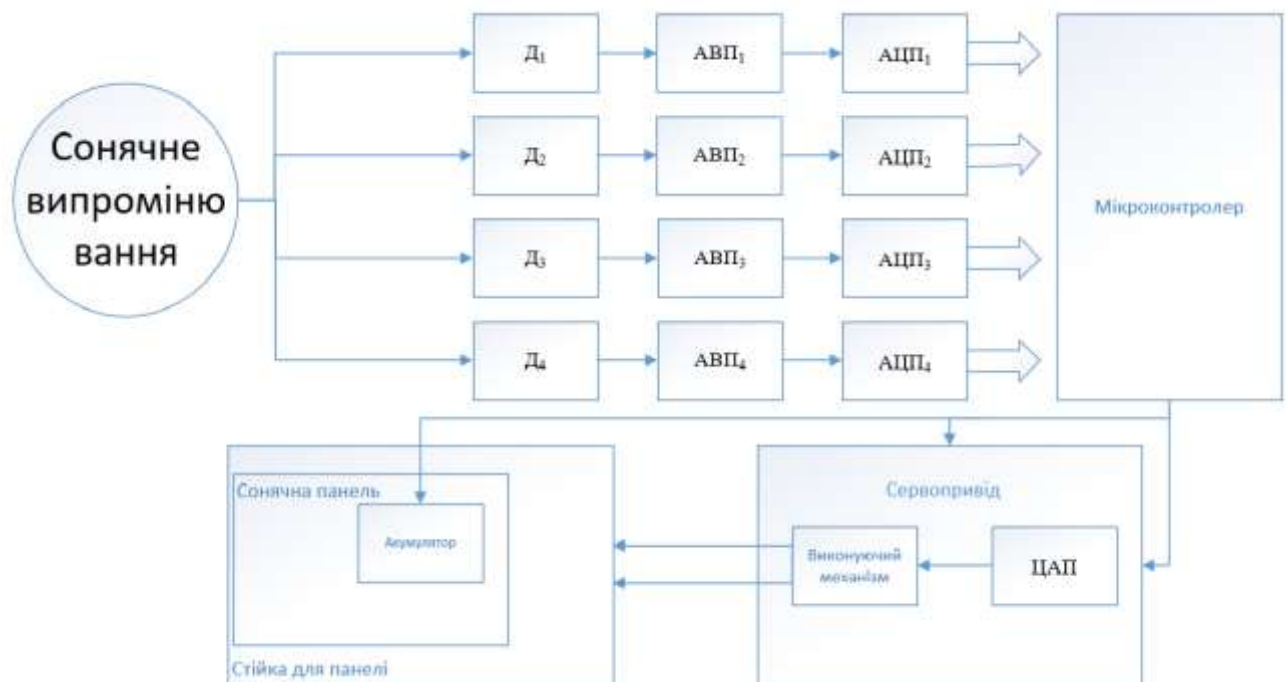 Сонячне
випроміню
вання
Д₁
АВП₁
АЦП₁
Д₂
АВП₂
АЦП₂
Д₃
АВП₃
АЦП₃
Д₄
АВП₄
АЦП₄
Мікроконтролер
Сонячна панель
Акумулятор
Стійка для панелі
Сервопривід
Виконуючий
механізм
ЦАП